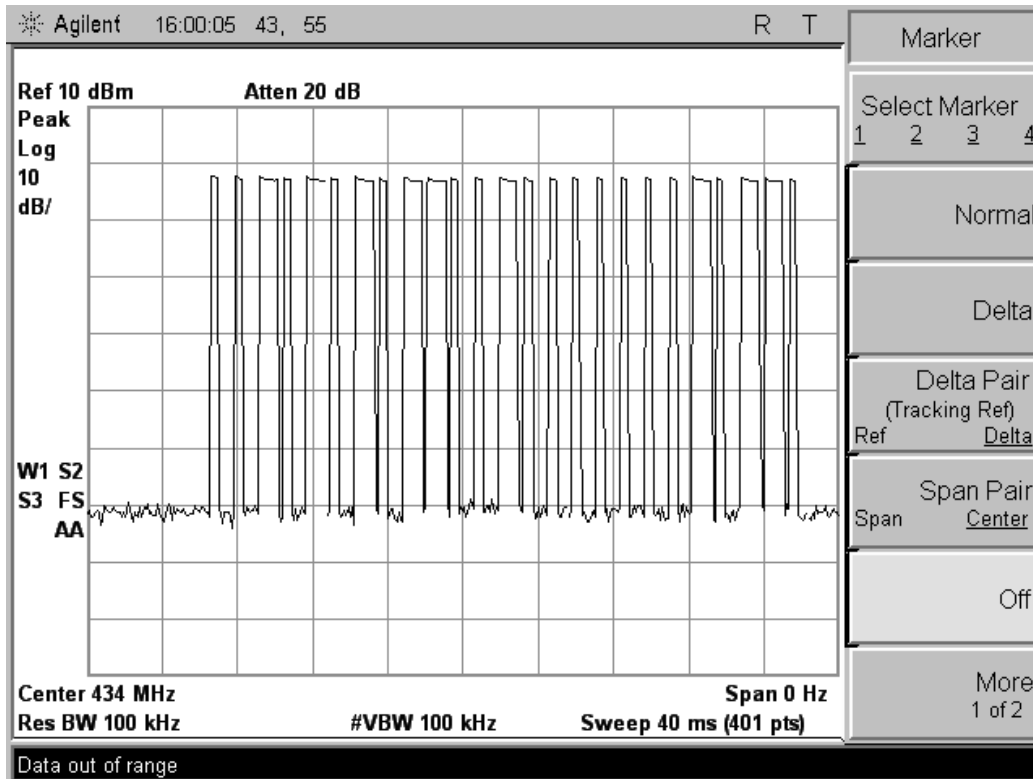 Agilent 16:00:05 43, 55 R T
Ref 10 dBm Atten 20 dB
Peak
Log
10
dB/
W1 S2
S3 FS
AA
Center 434 MHz Span 0 Hz
Res BW 100 kHz #VBW 100 kHz Sweep 40 ms (401 pts)
Data out of range
Marker
Select Marker
1 2 3 4
Normal
Delta
Delta Pair
(Tracking Ref)
Ref Delta
Span Pair
Span Center
Off
More
1 of 2